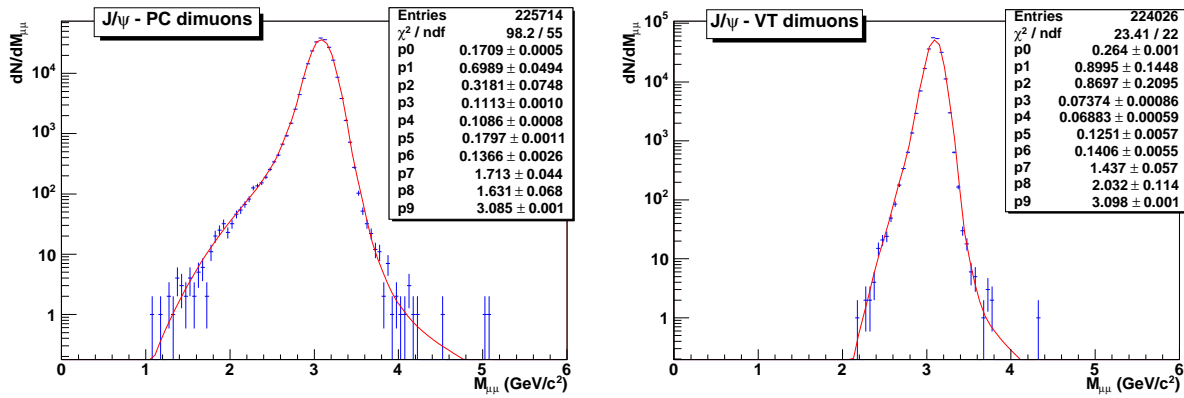 J/ψ - PC dimuons
Entries 225714
χ² / ndf 98.2 / 55
p0 0.1709 ± 0.0005
p1 0.6989 ± 0.0494
p2 0.3181 ± 0.0748
p3 0.1113 ± 0.0010
p4 0.1086 ± 0.0008
p5 0.1797 ± 0.0011
p6 0.1366 ± 0.0026
p7 1.713 ± 0.044
p8 1.631 ± 0.068
p9 3.085 ± 0.001
dN/dM_μμ
10⁴
10³
10²
10
1
0 1 2 3 4 5 6
M_μμ (GeV/c²)
J/ψ - VT dimuons
Entries 224026
χ² / ndf 23.41 / 22
p0 0.264 ± 0.001
p1 0.8995 ± 0.1448
p2 0.8697 ± 0.2095
p3 0.07374 ± 0.00086
p4 0.06883 ± 0.00059
p5 0.1251 ± 0.0057
p6 0.1406 ± 0.0055
p7 1.437 ± 0.057
p8 2.032 ± 0.114
p9 3.098 ± 0.001
dN/dM_μμ
10⁵
10⁴
10³
10²
10
1
0 1 2 3 4 5 6
M_μμ (GeV/c²)